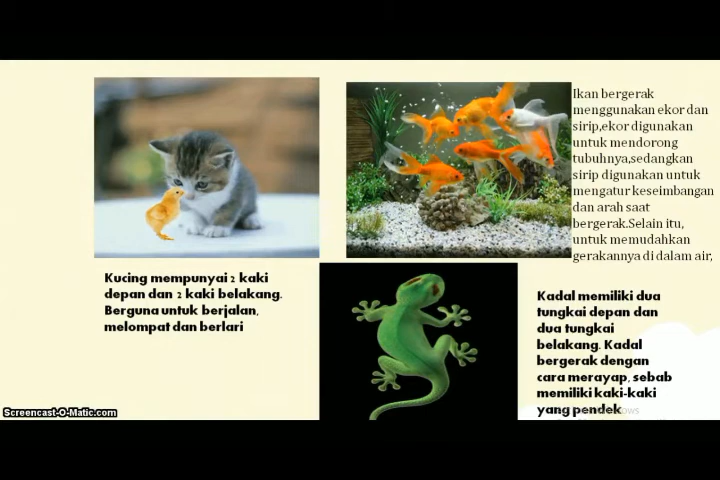 Ikan bergerak
menggunakan ekor dan
sirip,ekor digunakan
untuk mendorong
tubuhnya,sedangkan
sirip digunakan untuk
mengatur keseimbangan
dan arah saat
bergerak.Selain itu,
untuk memudahkan
gerakannya di dalam air,
Kucing mempunyai 2 kaki
depan dan 2 kaki belakang.
Berguna untuk berjalan,
melompat dan berlari
Kadal memiliki dua
tungkai depan dan
dua tungkai
belakang. Kadal
bergerak dengan
cara merayap, sebab
memiliki kaki-kaki
yang pendek
Screencast-O-Matic.com